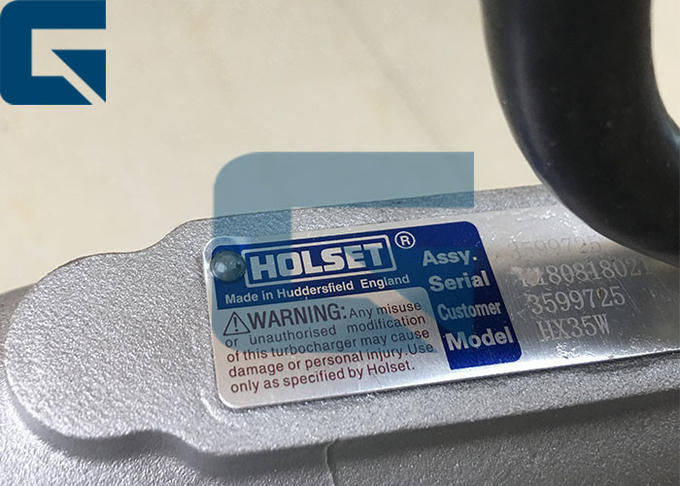 HOLSET ®
Made in Huddersfield England
WARNING: Any misuse
or unauthorised modification
of this turbocharger may cause
damage or personal injury. Use
only as specified by Holset.
Assy. 3599725
Serial
Customer 3599725
Model HX35W